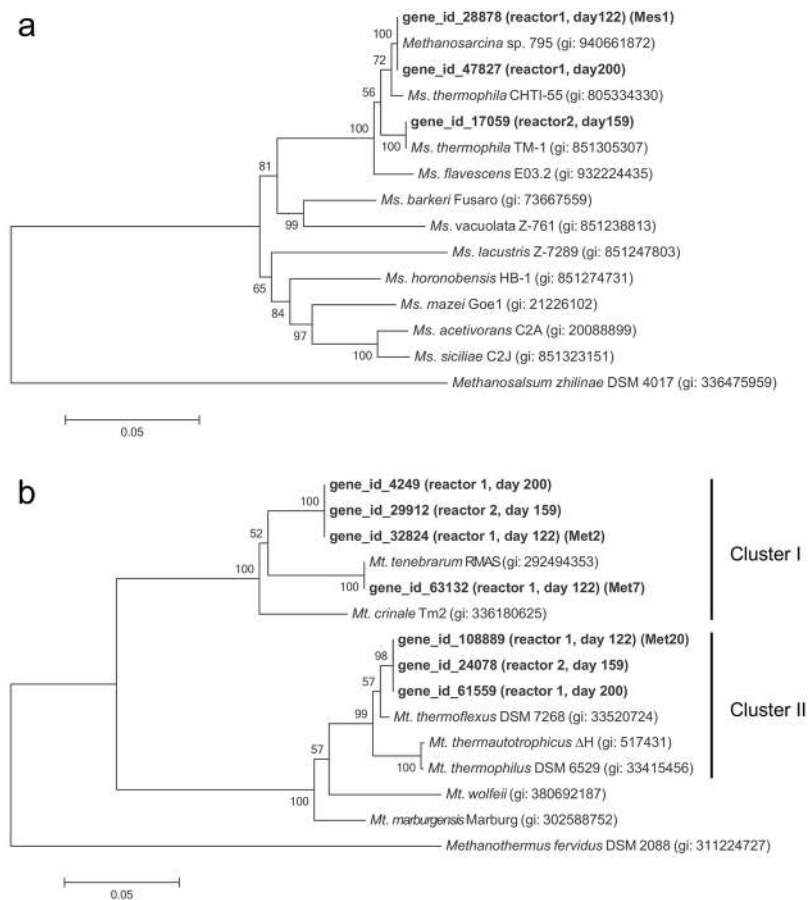 a
gene_id_28878 (reactor1, day122) (Mes1)
100
Methanosarcina sp. 795 (gi: 940661872)
72
gene_id_47827 (reactor1, day200)
56
Ms. thermophila CHTI-55 (gi: 805334330)
gene_id_17059 (reactor2, day159)
100
100
Ms. thermophila TM-1 (gi: 851305307)
81
Ms. flavescens E03.2 (gi: 932224435)
Ms. barkeri Fusaro (gi: 73667559)
99
Ms. vacuolata Z-761 (gi: 851238813)
Ms. lacustris Z-7289 (gi: 851247803)
65
Ms. horonobensis HB-1 (gi: 851274731)
84
Ms. mazei Goe1 (gi: 21226102)
97
Ms. acetivorans C2A (gi: 20088899)
100
Ms. siciliae C2J (gi: 851323151)
Methanosalsum zhilinae DSM 4017 (gi: 336475959)
0.05
b
gene_id_4249 (reactor 1, day 200)
100
gene_id_29912 (reactor 2, day 159)
52
gene_id_32824 (reactor 1, day 122) (Met2)
Cluster I
Mt. tenebrarum RMAS(gi: 292494353)
100
100
gene_id_63132 (reactor 1, day 122) (Met7)
Mt. crinale Tm2 (gi: 336180625)
gene_id_108889 (reactor 1, day 122) (Met20)
98
gene_id_24078 (reactor 2, day 159)
57
gene_id_61559 (reactor 1, day 200)
Cluster II
99
Mt. thermoflexus DSM 7268 (gi: 33520724)
Mt. thermautotrophicus ΔH (gi: 517431)
57
100
Mt. thermophilus DSM 6529 (gi: 33415456)
Mt. wolfeii (gi: 380692187)
100
Mt. marburgensis Marburg (gi: 302588752)
Methanothermus fervidus DSM 2088 (gi: 311224727)
0.05